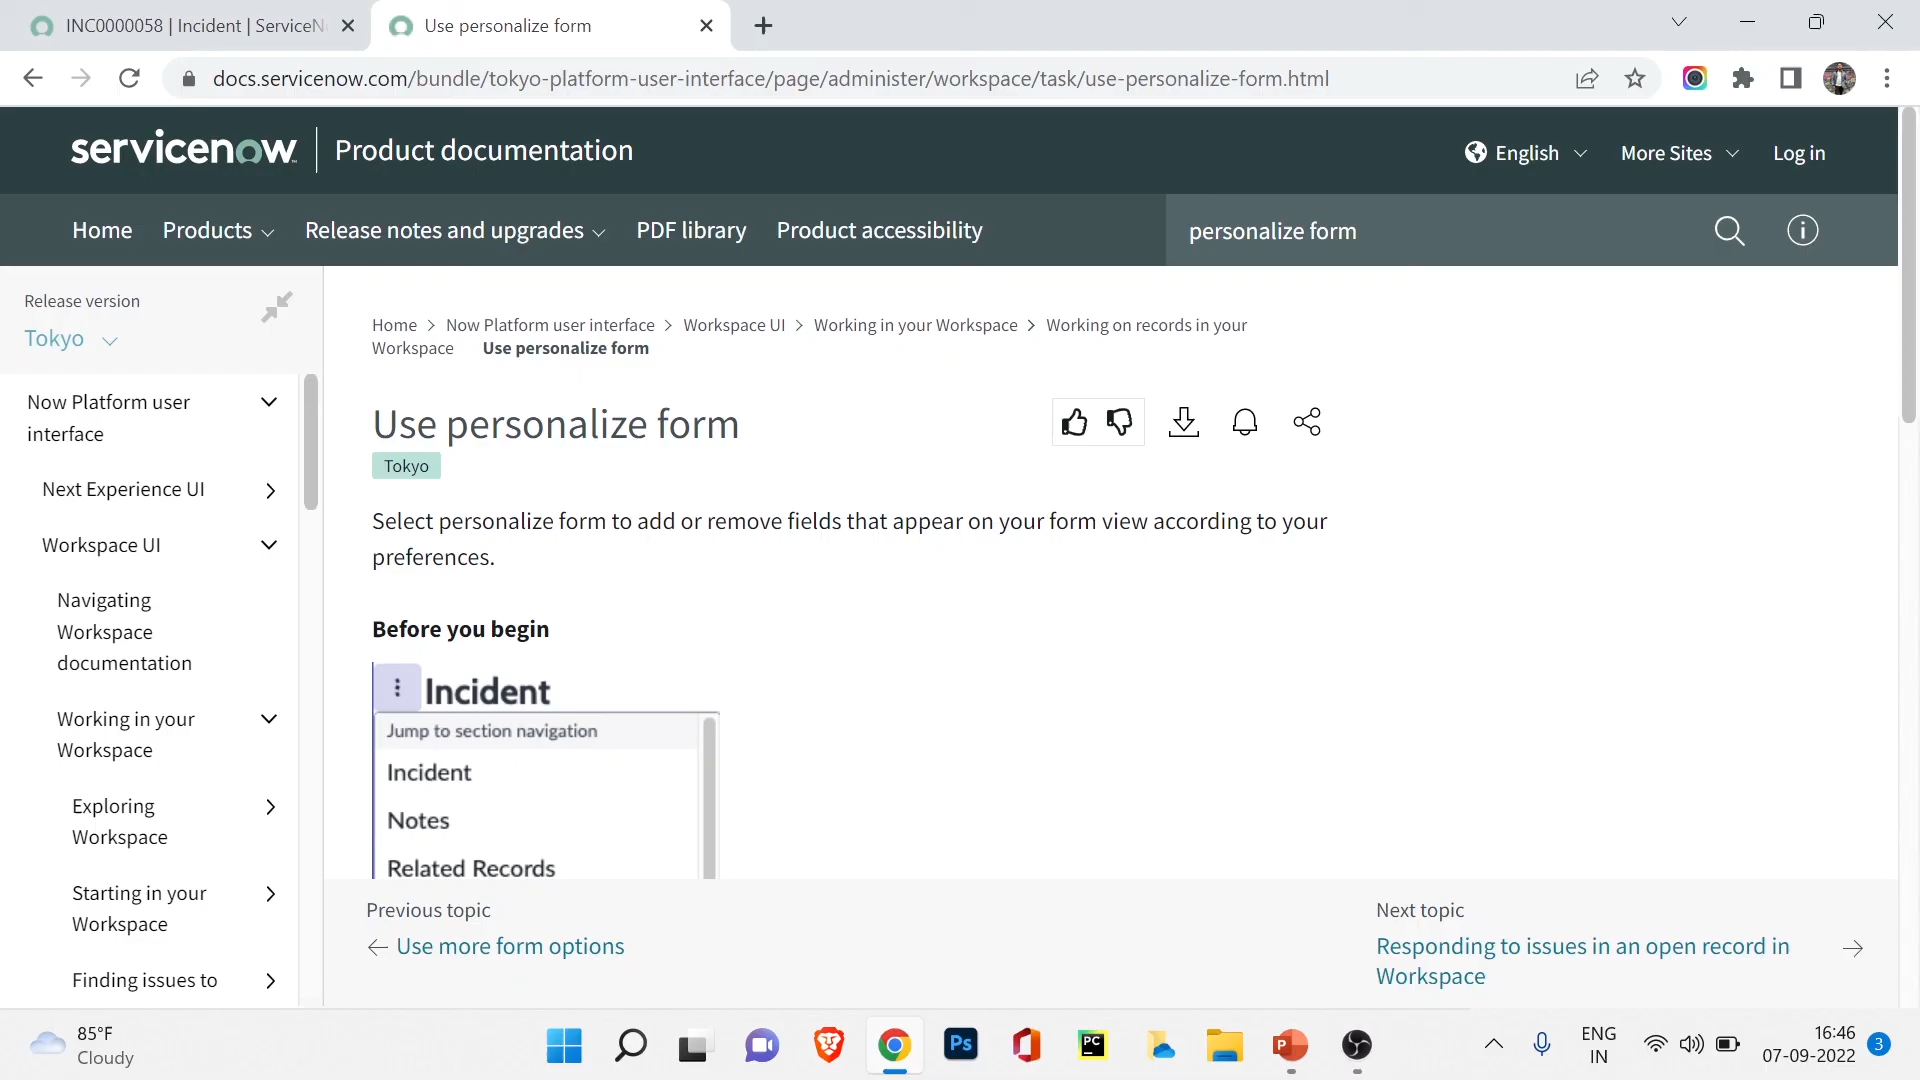 INC0000058 | Incident | ServiceN
Use personalize form
docs.servicenow.com/bundle/tokyo-platform-user-interface/page/administer/workspace/task/use-personalize-form.html
servicenow
Product documentation
English
More Sites
Log in
Home
Products
Release notes and upgrades
PDF library
Product accessibility
personalize form
Release version
Tokyo
Now Platform user
interface
Next Experience UI
Workspace UI
Navigating
Workspace
documentation
Working in your
Workspace
Exploring
Workspace
Starting in your
Workspace
Finding issues to
Home > Now Platform user interface > Workspace UI > Working in your Workspace > Working on records in your
Workspace Use personalize form
Use personalize form
Tokyo
Select personalize form to add or remove fields that appear on your form view according to your
preferences.
Before you begin
Incident
Jump to section navigation
Incident
Notes
Related Records
Previous topic
Use more form options
Next topic
Responding to issues in an open record in
Workspace
85°F
Cloudy
Ps
PC
P
ENG
IN
16:46
07-09-2022
3